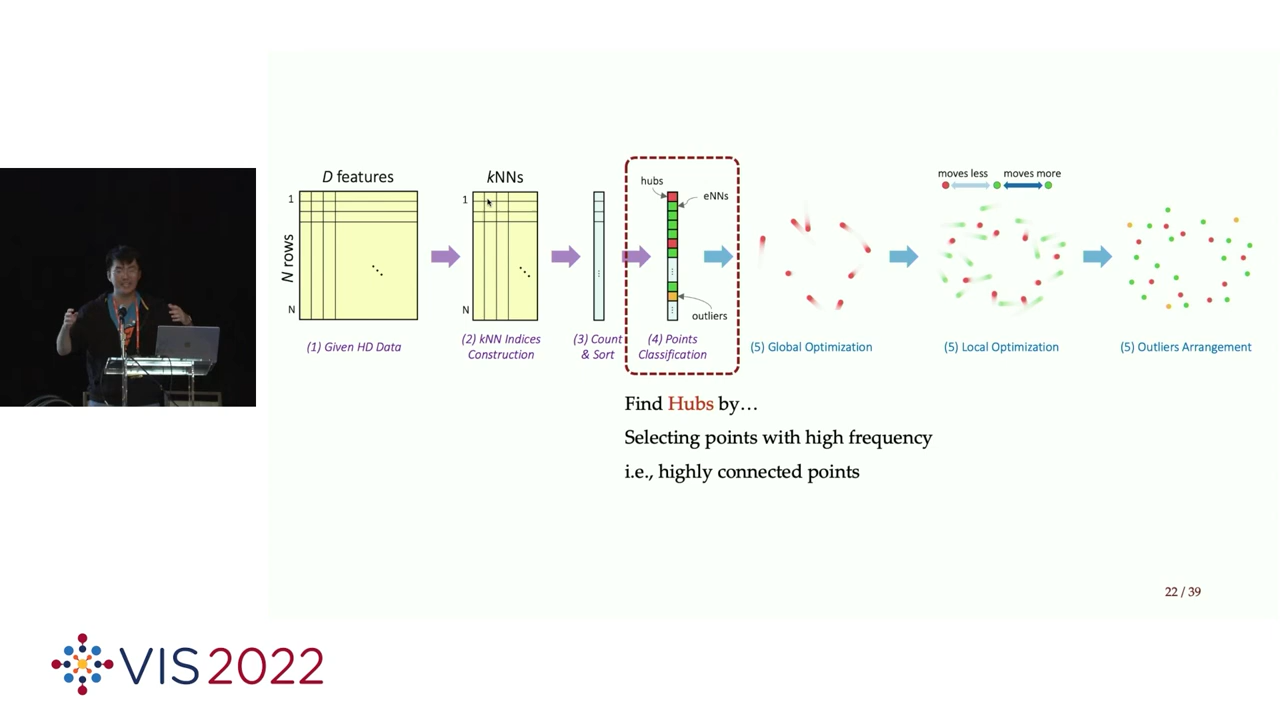 D features
1
N rows
N
(1) Given HD Data
kNNs
1
N
(2) kNN Indices
Construction
(3) Count
& Sort
hubs
eNNs
outliers
(4) Points
Classification
(5) Global Optimization
moves less
moves more
(5) Local Optimization
(5) Outliers Arrangement
Find Hubs by…
Selecting points with high frequency
i.e., highly connected points
22 / 39
VIS2022